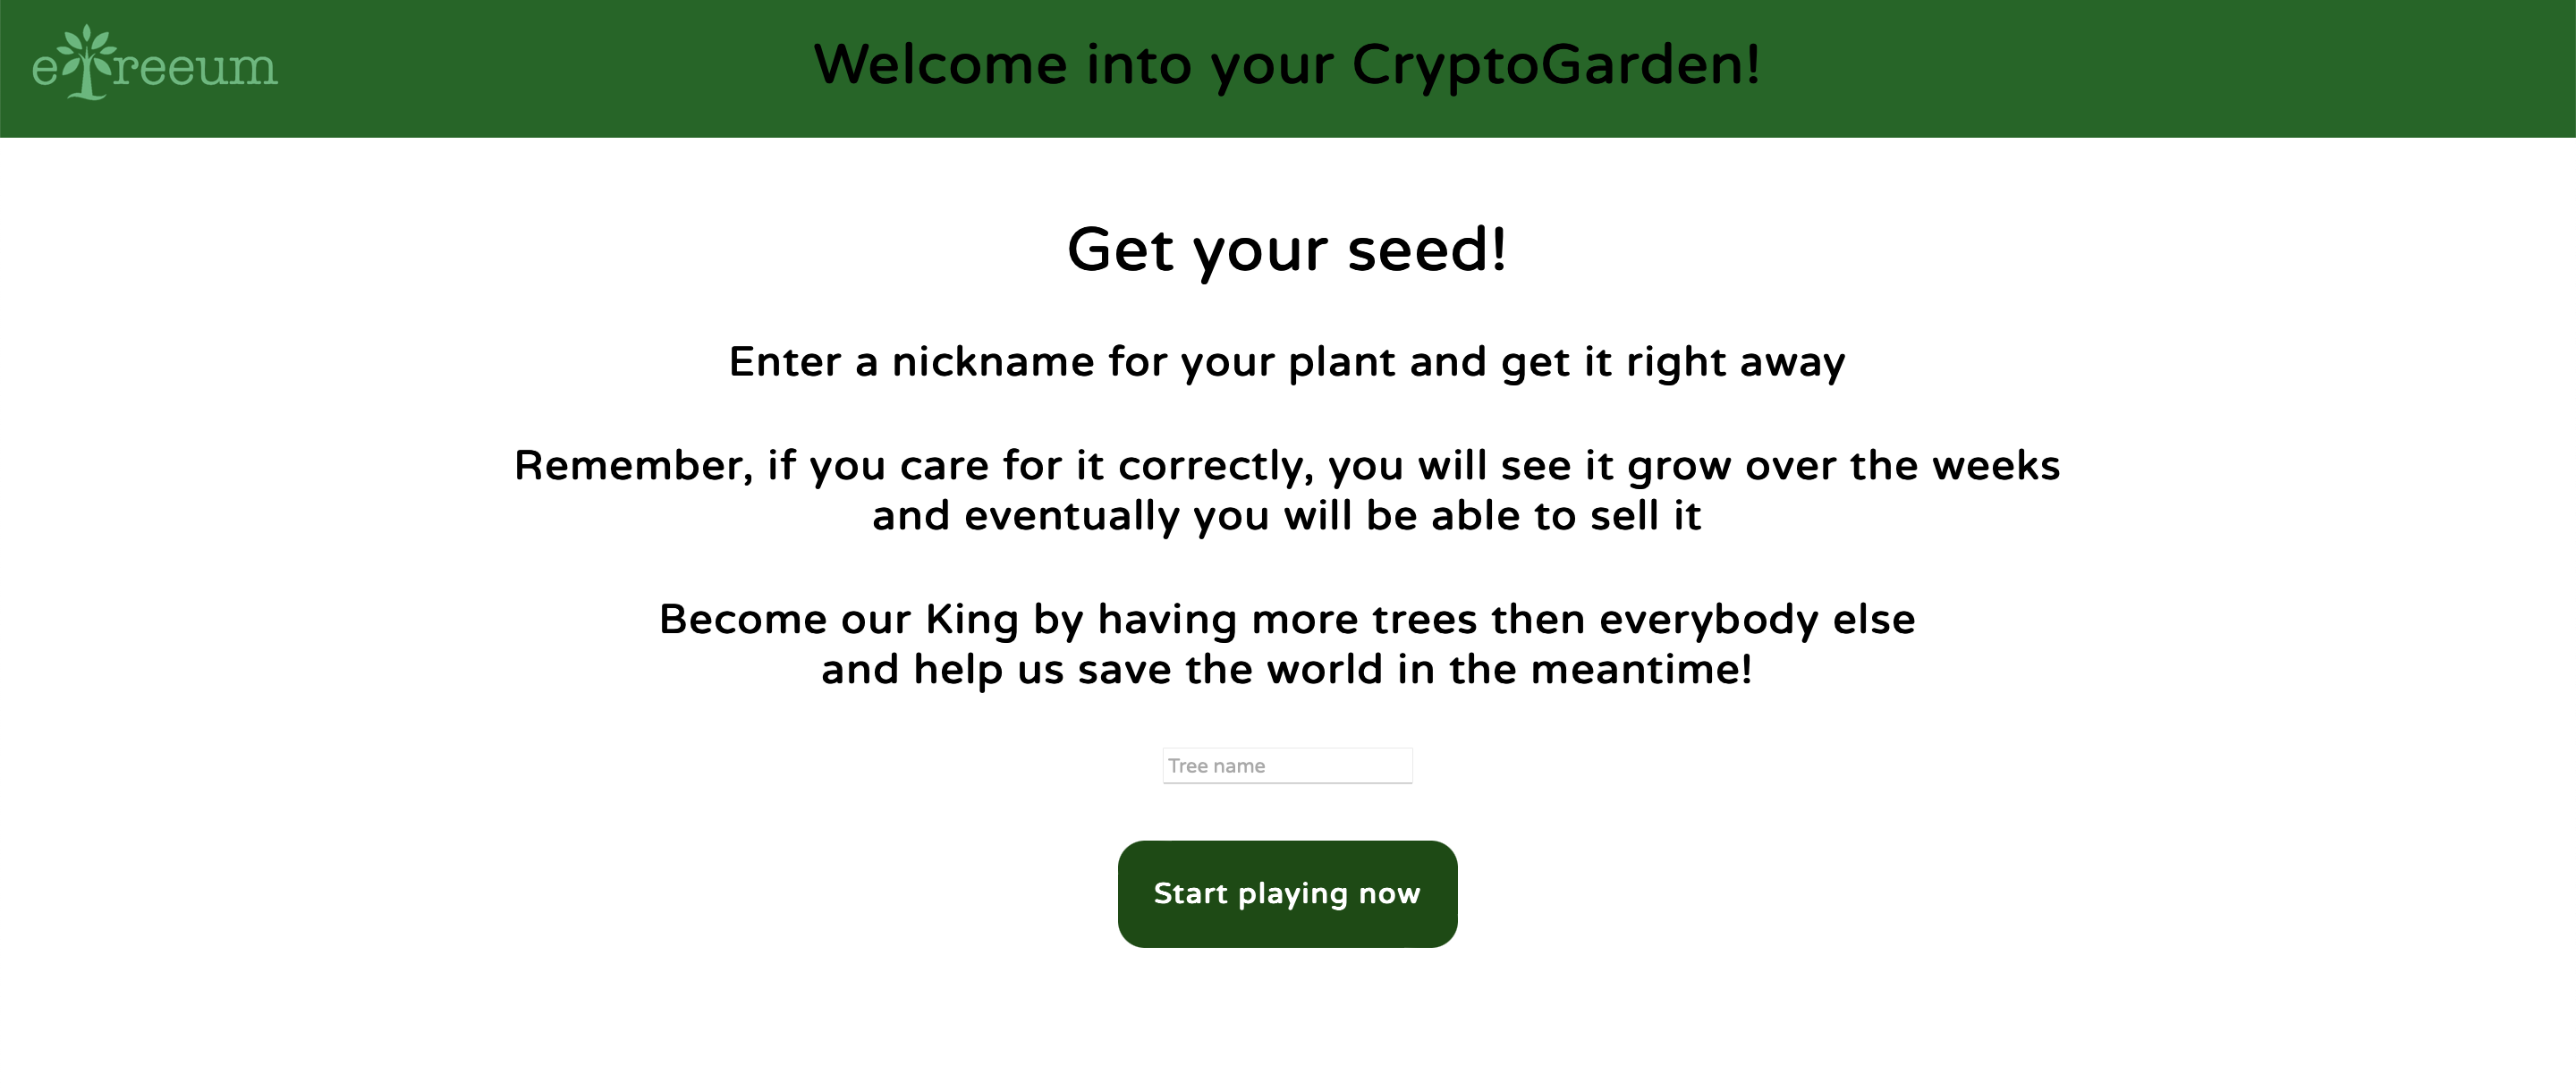 etreeum
Welcome into your CryptoGarden!
Get your seed!
Enter a nickname for your plant and get it right away
Remember, if you care for it correctly, you will see it grow over the weeks
and eventually you will be able to sell it
Become our King by having more trees then everybody else
and help us save the world in the meantime!
Tree name
Start playing now